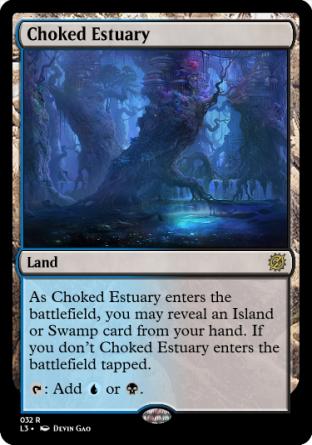 Choked Estuary
Land
As Choked Estuary enters the
battlefield, you may reveal an Island
or Swamp card from your hand. If
you don't Choked Estuary enters the
battlefield tapped.
: Add or .
032 R
L3 • Devin Gao